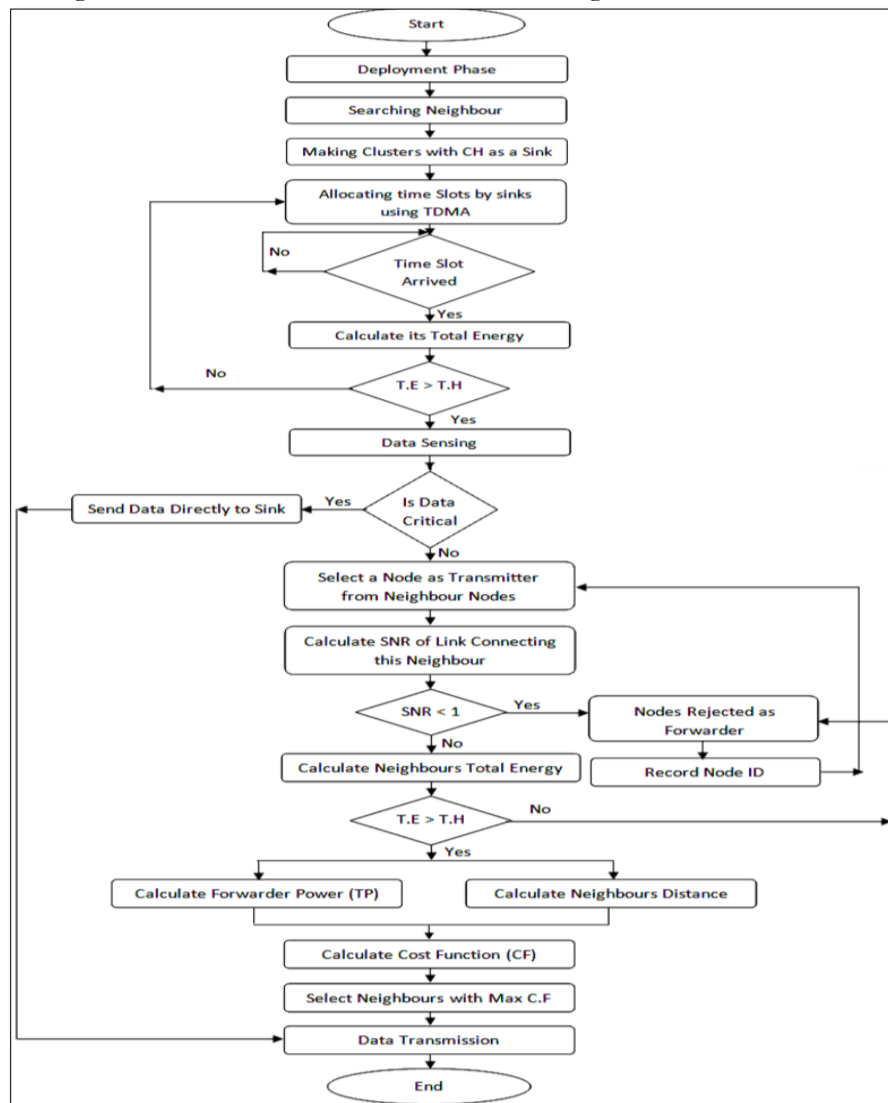 Start
Deployment Phase
Searching Neighbour
Making Clusters with CH as a Sink
Allocating time Slots by sinks
using TDMA
No
Time Slot
Arrived
Yes
Calculate its Total Energy
No
T.E > T.H
Yes
Data Sensing
Send Data Directly to Sink
Yes
Is Data
Critical
No
Select a Node as Transmitter
from Neighbour Nodes
Calculate SNR of Link Connecting
this Neighbour
SNR < 1
Yes
Nodes Rejected as
Forwarder
No
Calculate Neighbours Total Energy
Record Node ID
T.E > T.H
No
Yes
Calculate Forwarder Power (TP)
Calculate Neighbours Distance
Calculate Cost Function (CF)
Select Neighbours with Max C.F
Data Transmission
End